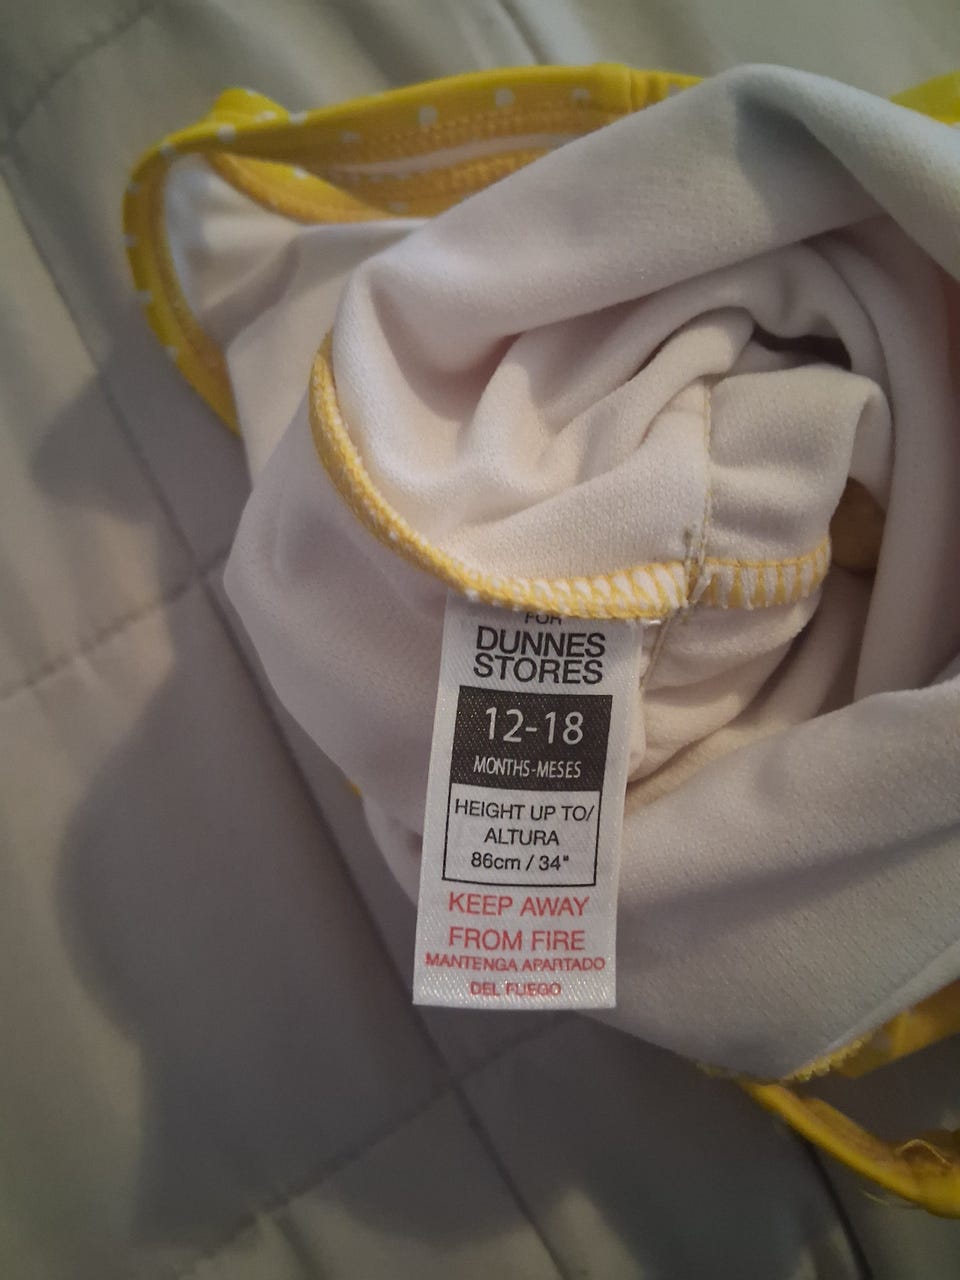 FOR
DUNNES
STORES
12-18
MONTHS-MESES
HEIGHT UP TO/
ALTURA
86cm / 34"
KEEP AWAY
FROM FIRE
MANTENGA APARTADO
DEL FUEGO